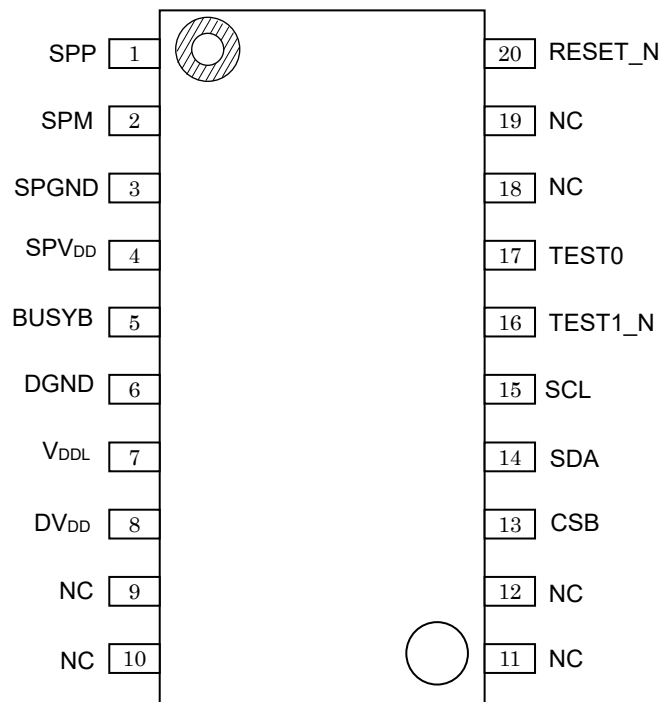 SPP 1 20 RESET_N
SPM 2 19 NC
SPGND 3 18 NC
SPVDD 4 17 TEST0
BUSYB 5 16 TEST1_N
DGND 6 15 SCL
VDDL 7 14 SDA
DVDD 8 13 CSB
NC 9 12 NC
NC 10 11 NC